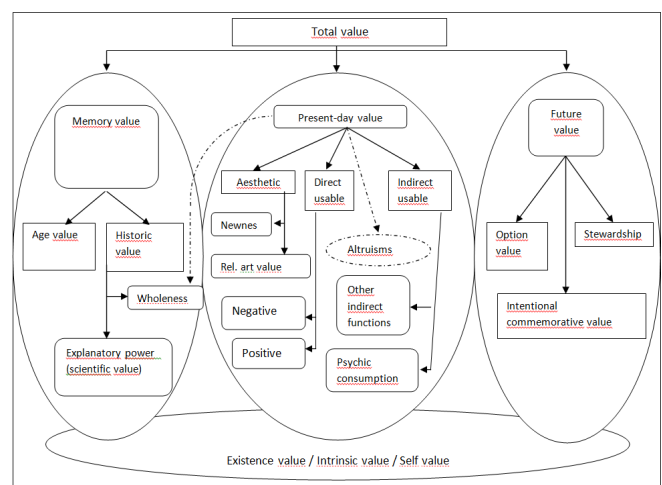 Total value
Memory value
Age value
Historic
value
Wholeness
Explanatory power
(scientific value)
Present-day value
Aesthetic
Direct
usable
Indirect
usable
Newnes
Rel. art value
Altruisms
Negative
Positive
Other
indirect
functions
Psychic
consumption
Future
value
Option
value
Stewardship
Intentional
commemorative value
Existence value / Intrinsic value / Self value